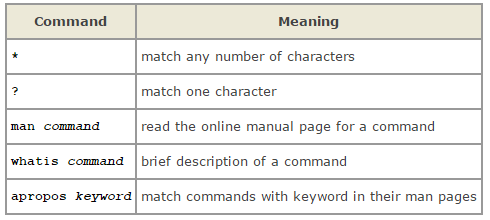 Command Meaning
* match any number of characters
? match one character
man command read the online manual page for a command
whatis command brief description of a command
apropos keyword match commands with keyword in their man pages